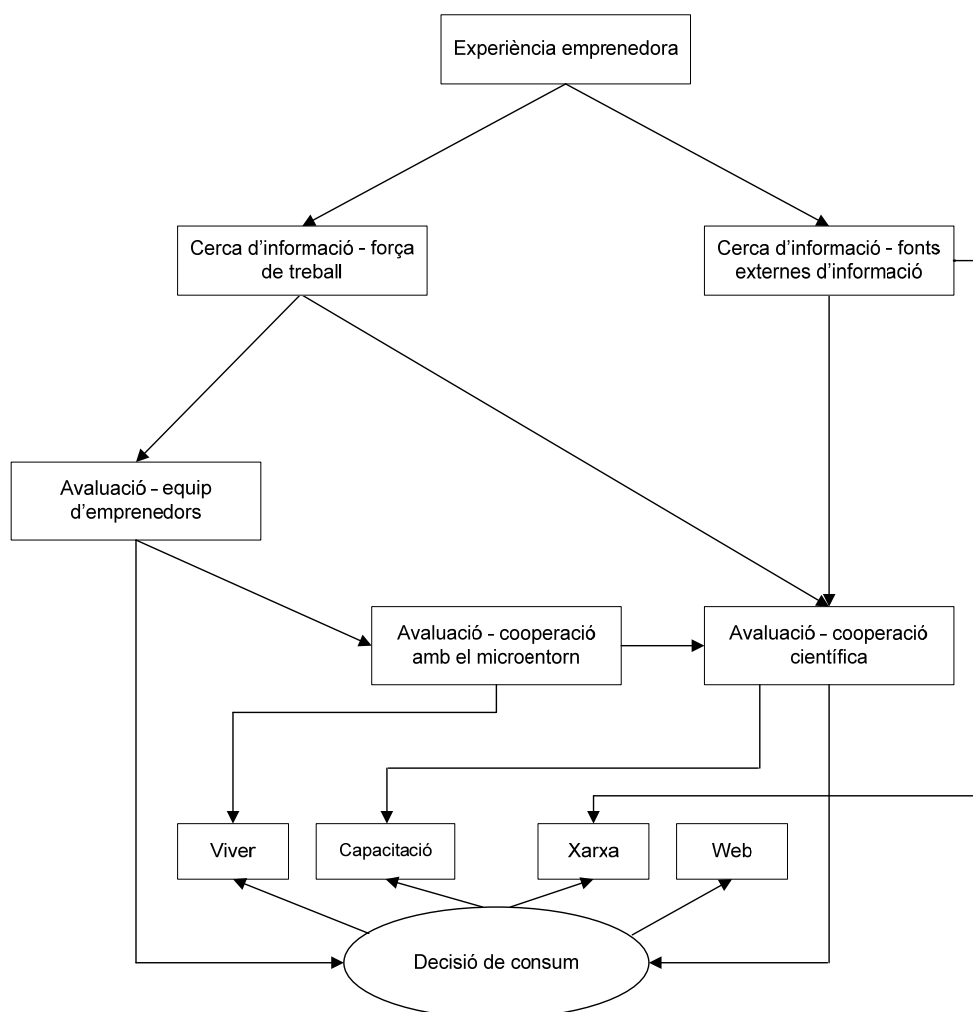 Experiència emprenedora
Cerca d'informació - força
de treball
Cerca d'informació - fonts
externes d'informació
Avaluació - equip
d'emprenedors
Avaluació - cooperació
amb el microentorn
Avaluació - cooperació
científica
Viver
Capacitació
Xarxa
Web
Decisió de consum